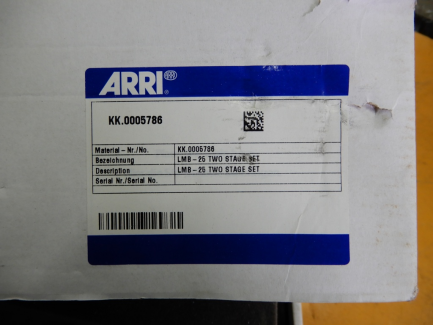 ARRI®
KK.0005786
Material - Nr./No. KK.0005786
Bezeichnung LMB - 25 TWO STAGE SET
Description LMB - 25 TWO STAGE SET
Serial Nr./Serial No.